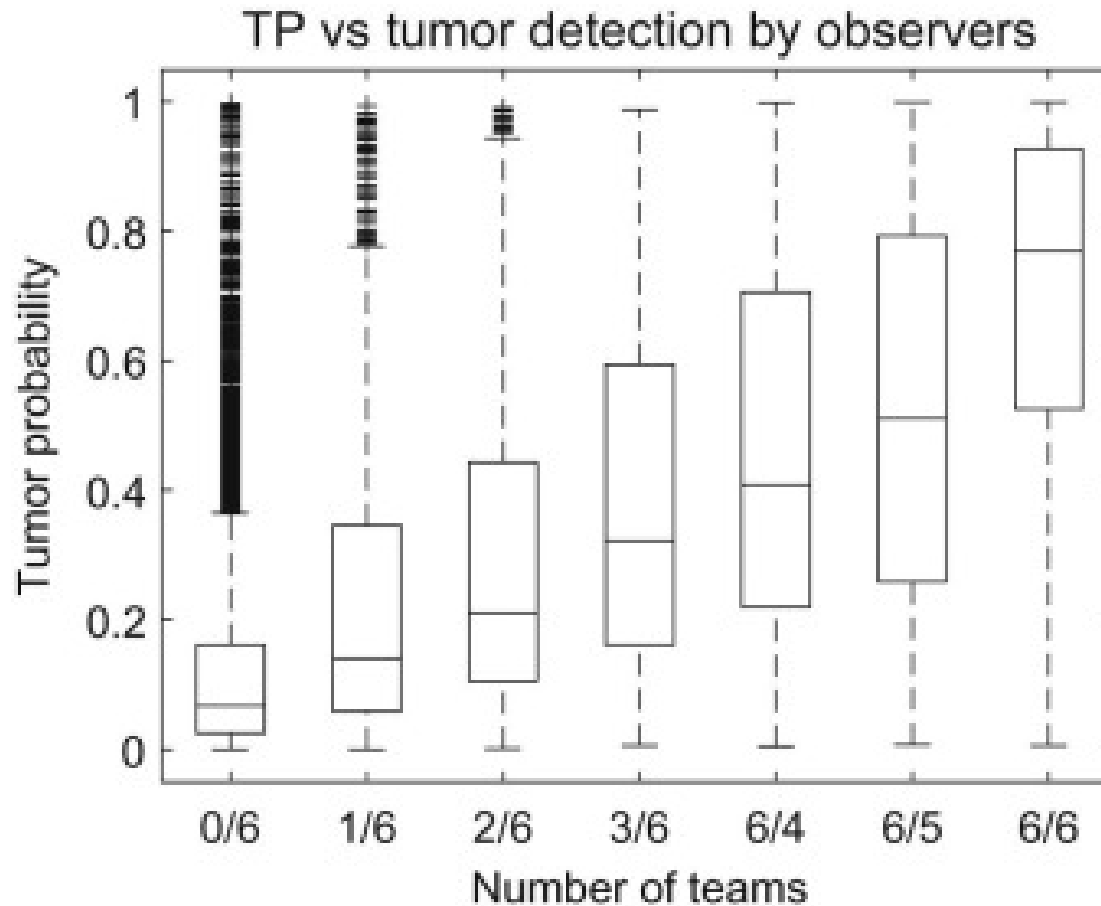 TP vs tumor detection by observers
1
0.8
0.6
0.4
0.2
0
Tumor probability
0/6 1/6 2/6 3/6 6/4 6/5 6/6
Number of teams